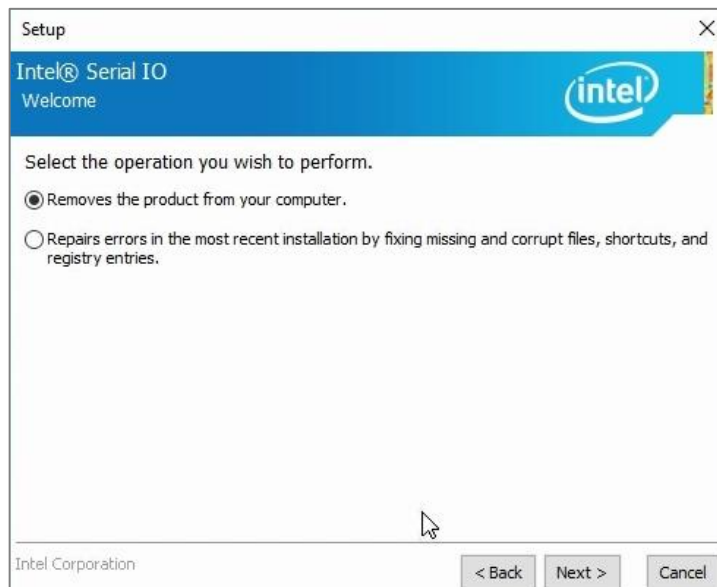 Setup
Intel® Serial IO
Welcome
intel
Select the operation you wish to perform.
Removes the product from your computer.
Repairs errors in the most recent installation by fixing missing and corrupt files, shortcuts, and
registry entries.
Intel Corporation
< Back Next > Cancel